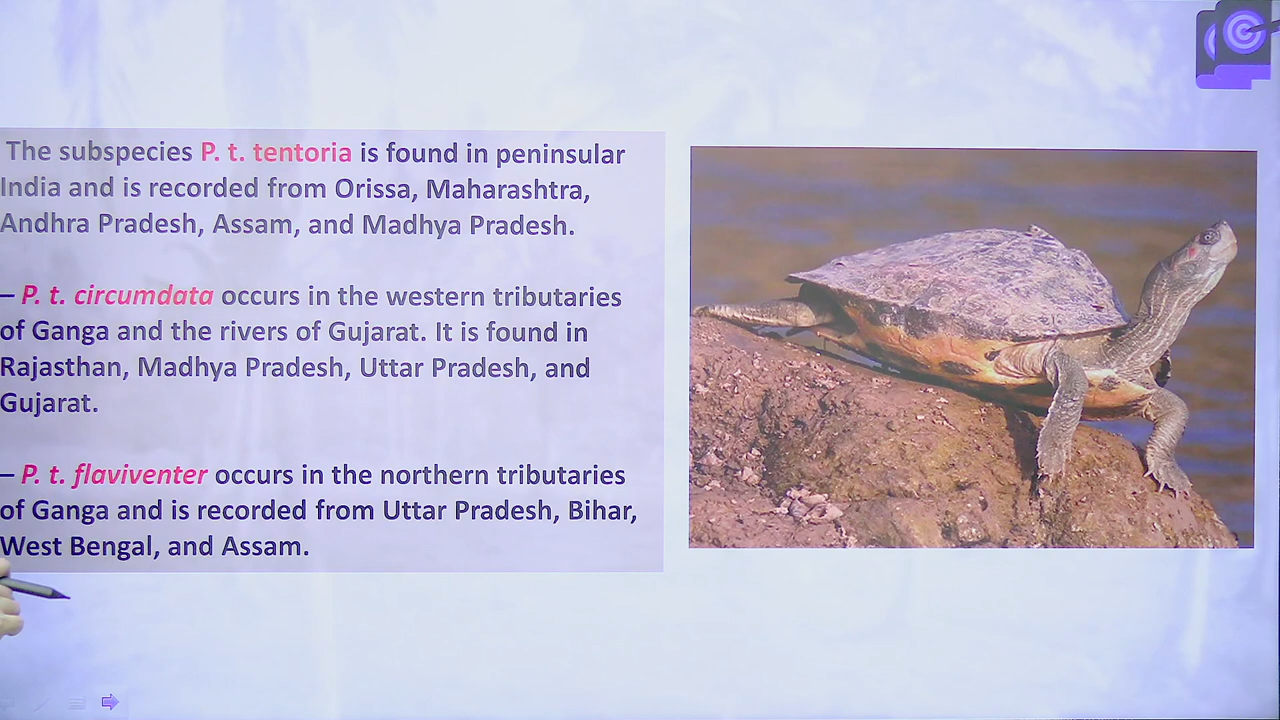 The subspecies P. t. tentoria is found in peninsular
India and is recorded from Orissa, Maharashtra,
Andhra Pradesh, Assam, and Madhya Pradesh.
– P. t. circumdata occurs in the western tributaries
of Ganga and the rivers of Gujarat. It is found in
Rajasthan, Madhya Pradesh, Uttar Pradesh, and
Gujarat.
– P. t. flaviventer occurs in the northern tributaries
of Ganga and is recorded from Uttar Pradesh, Bihar,
West Bengal, and Assam.